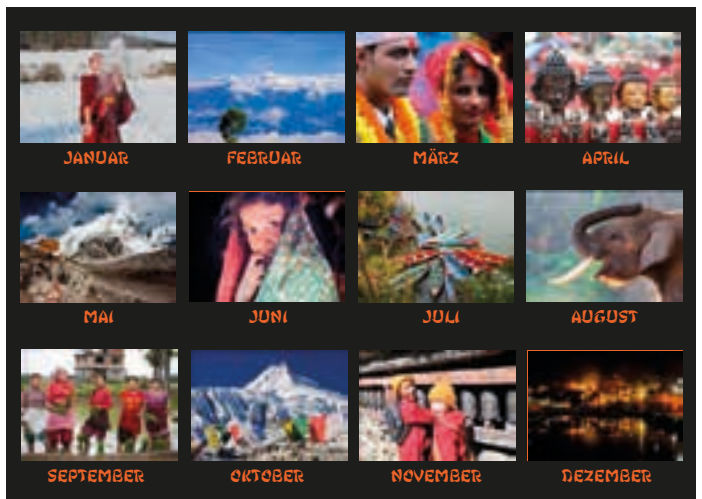 JANUAR
FEBRUAR
MÄRZ
APRIL
MAI
JUNI
JULI
AUGUST
SEPTEMBER
OKTOBER
NOVEMBER
DEZEMBER